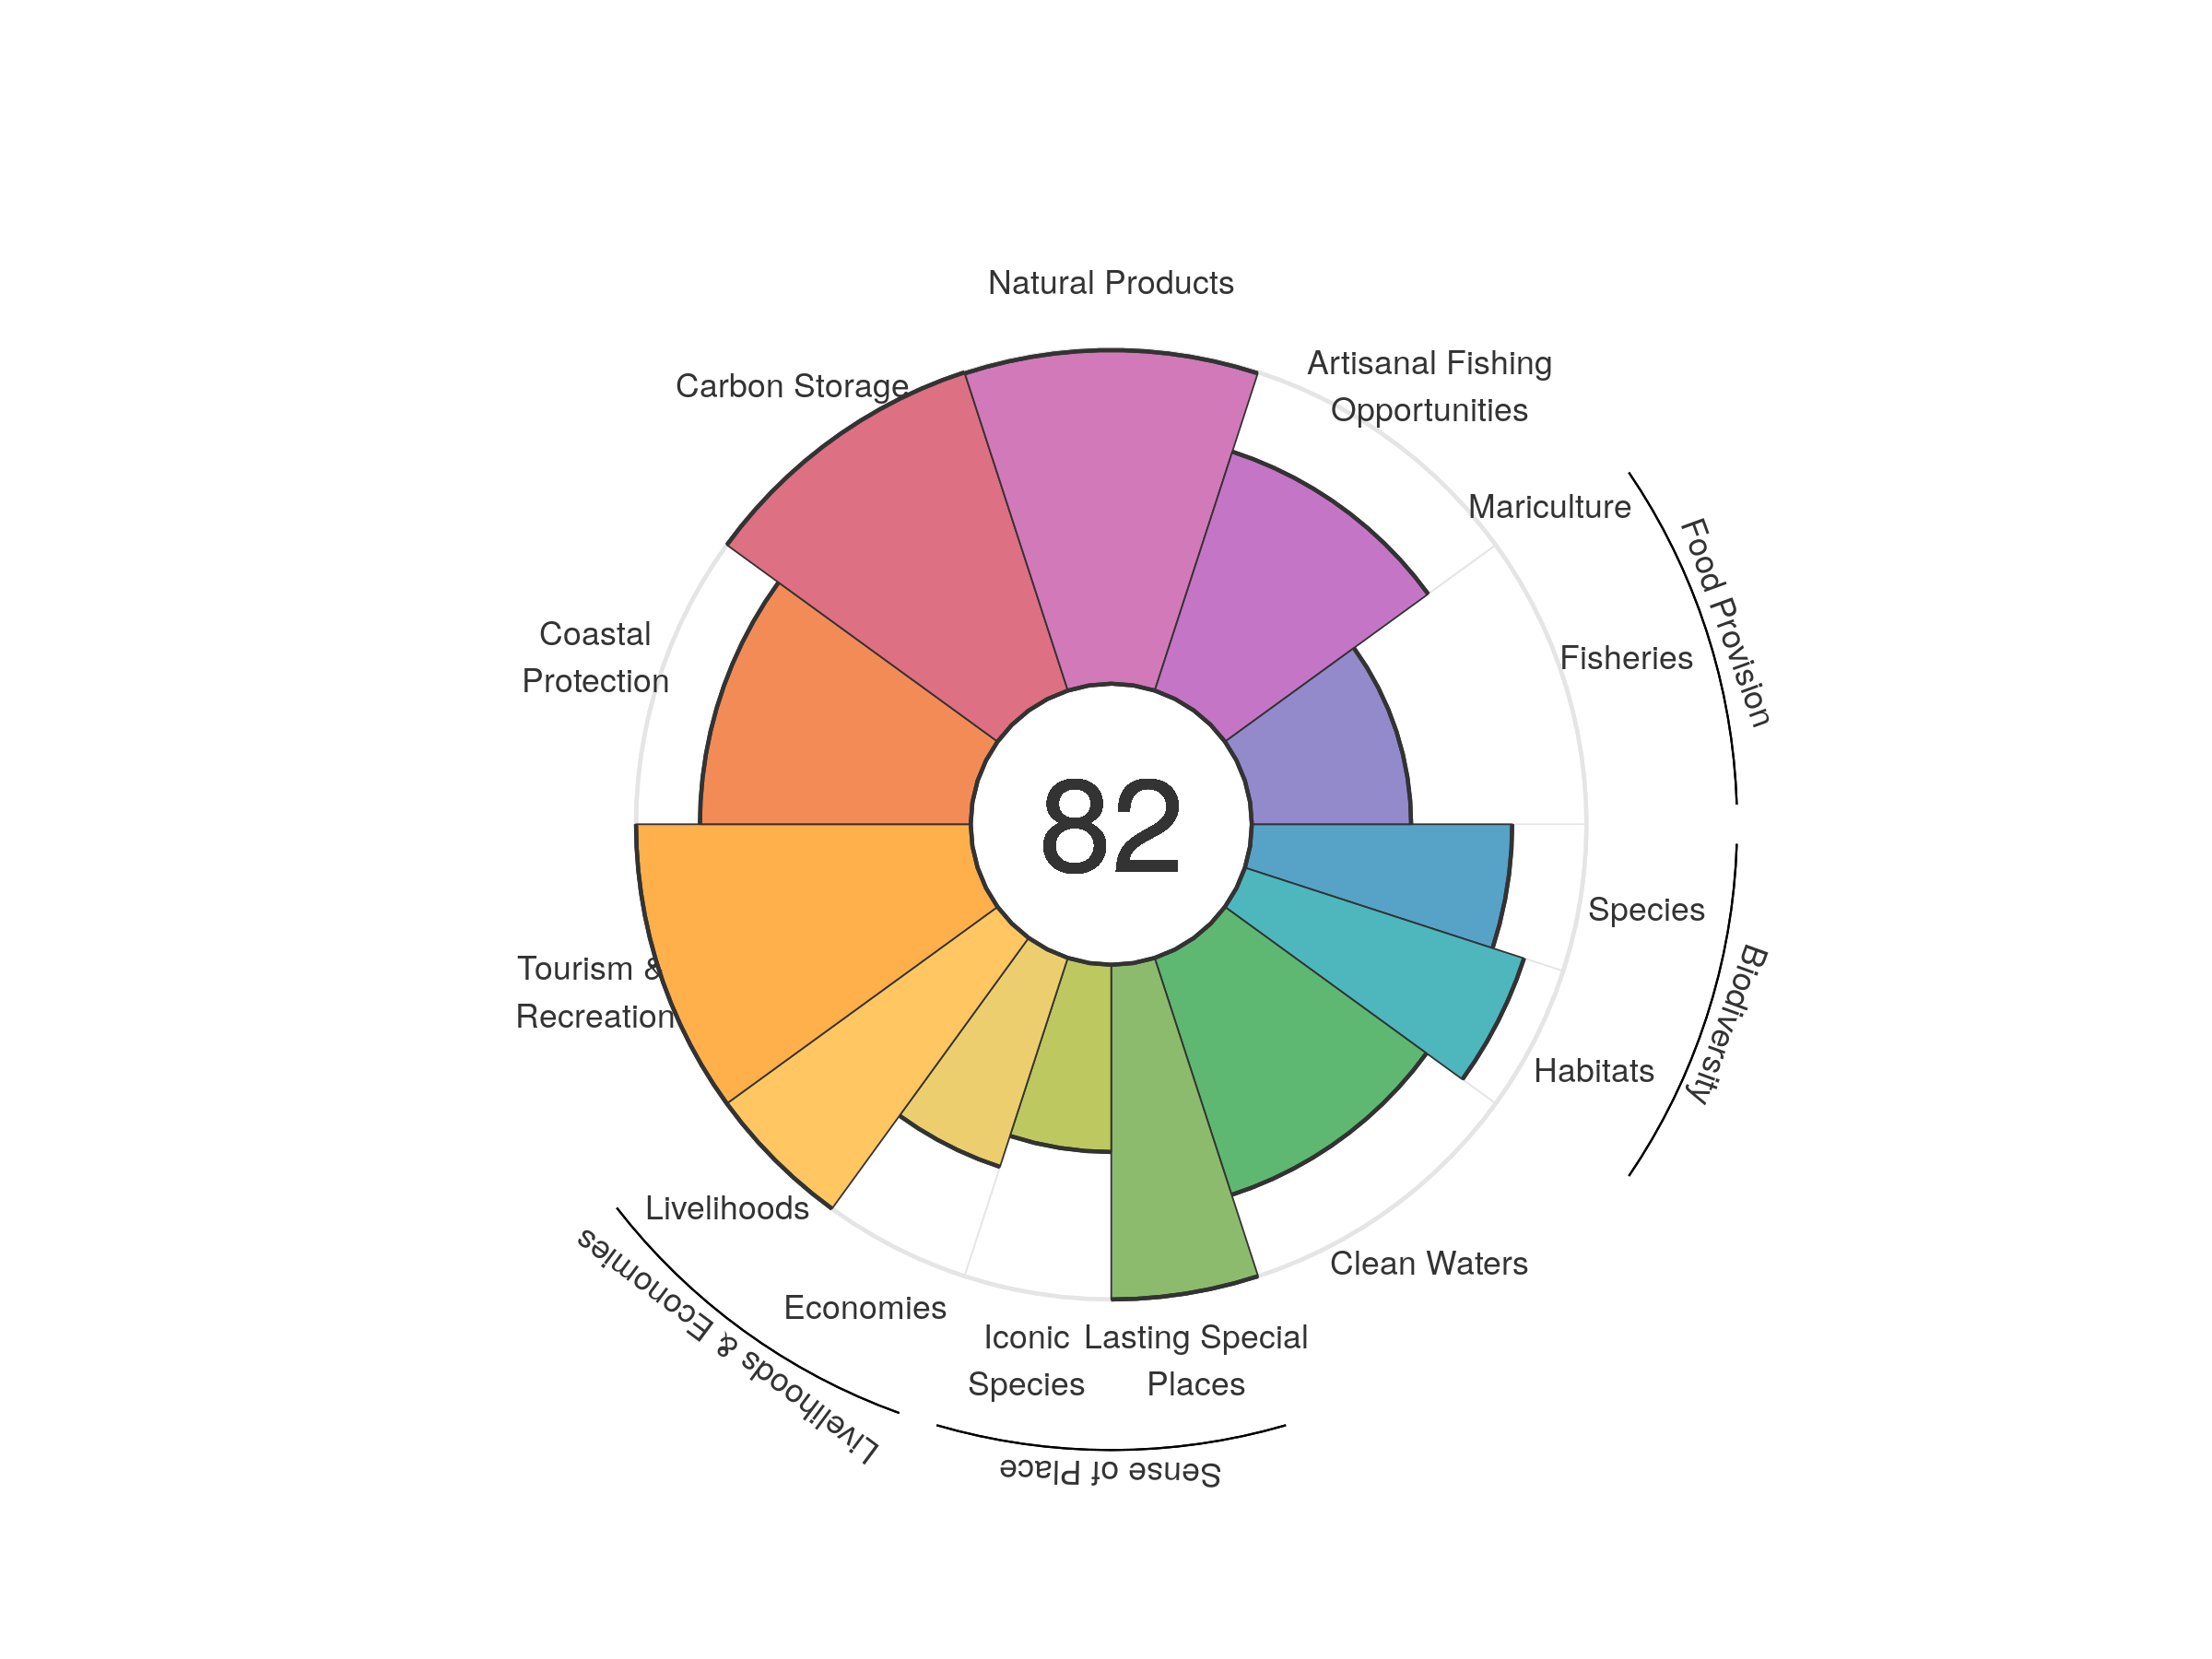 Natural Products
Artisanal Fishing
Opportunities
Carbon Storage
Mariculture
Food Provision
Fisheries
Coastal
Protection
82
Species
Biodiversity
Tourism &
Recreation
Habitats
Livelihoods
Clean Waters
Economies
Livelihoods & Economies
Iconic
Species
Lasting Special
Places
Sense of Place